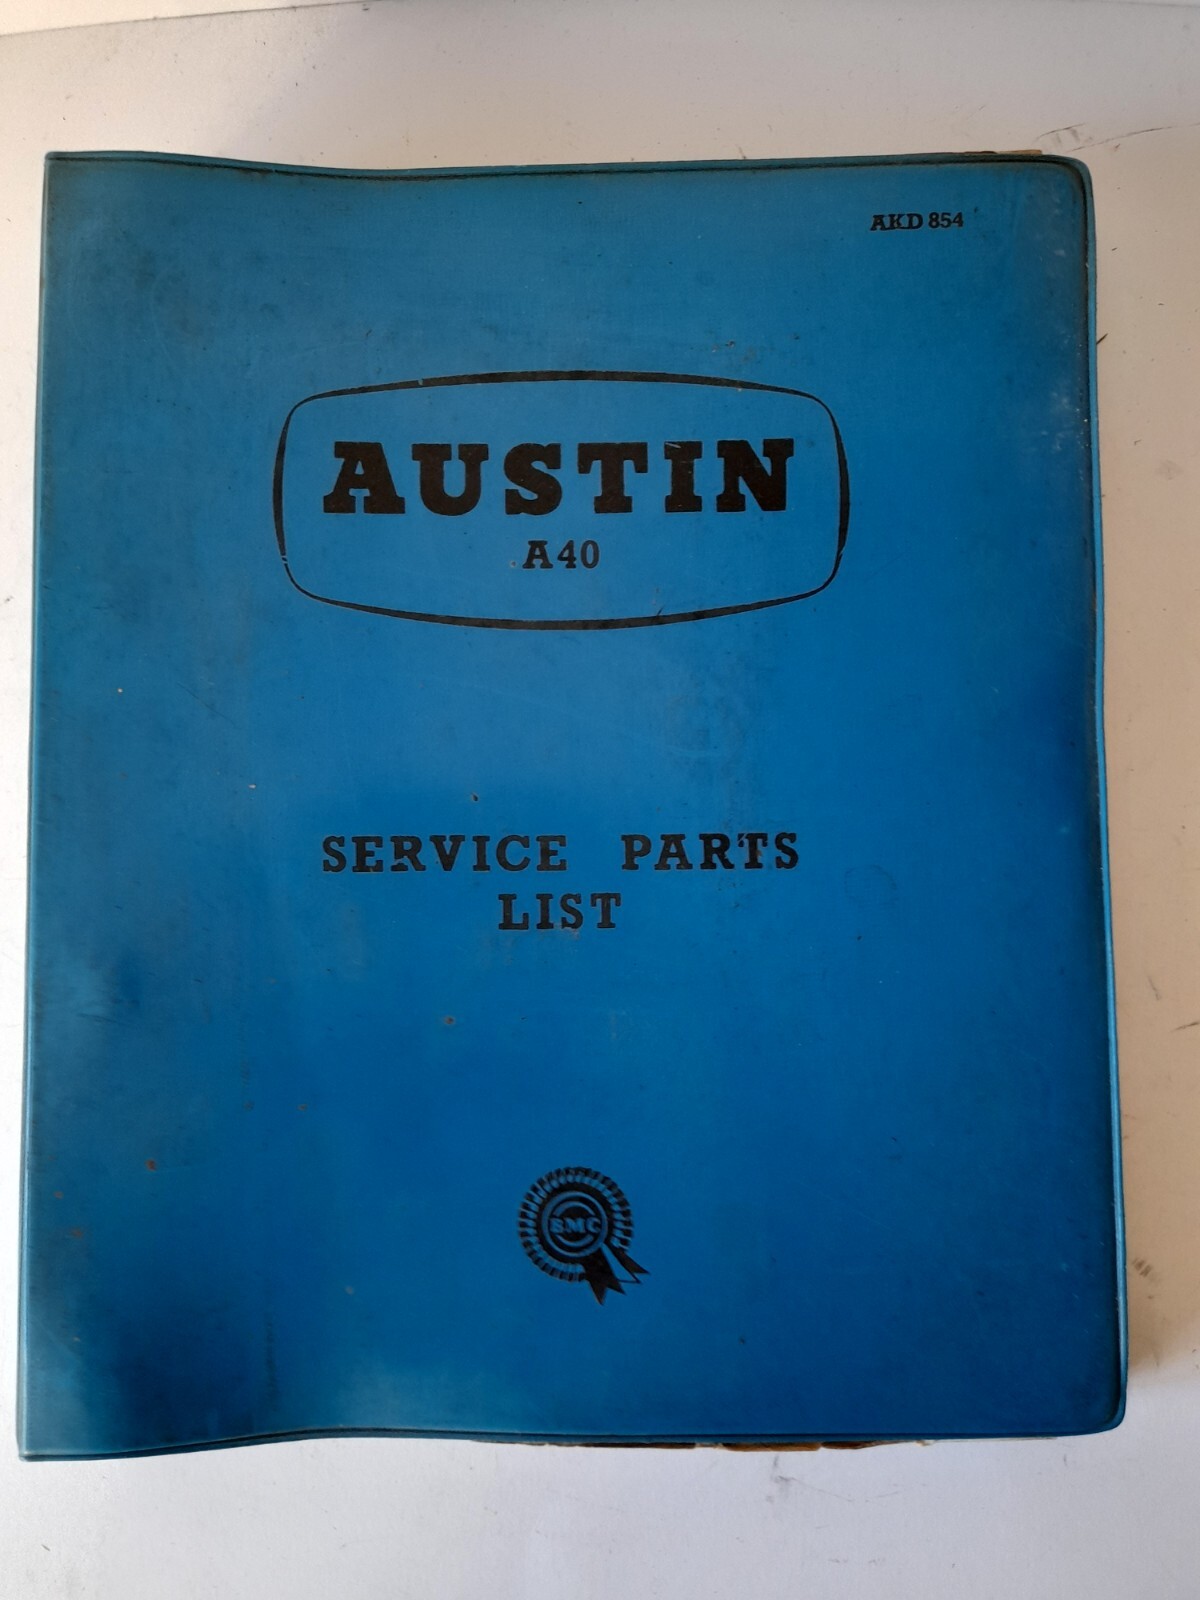 AKD 854
AUSTIN
A40
SERVICE PARTS
LIST
BMC